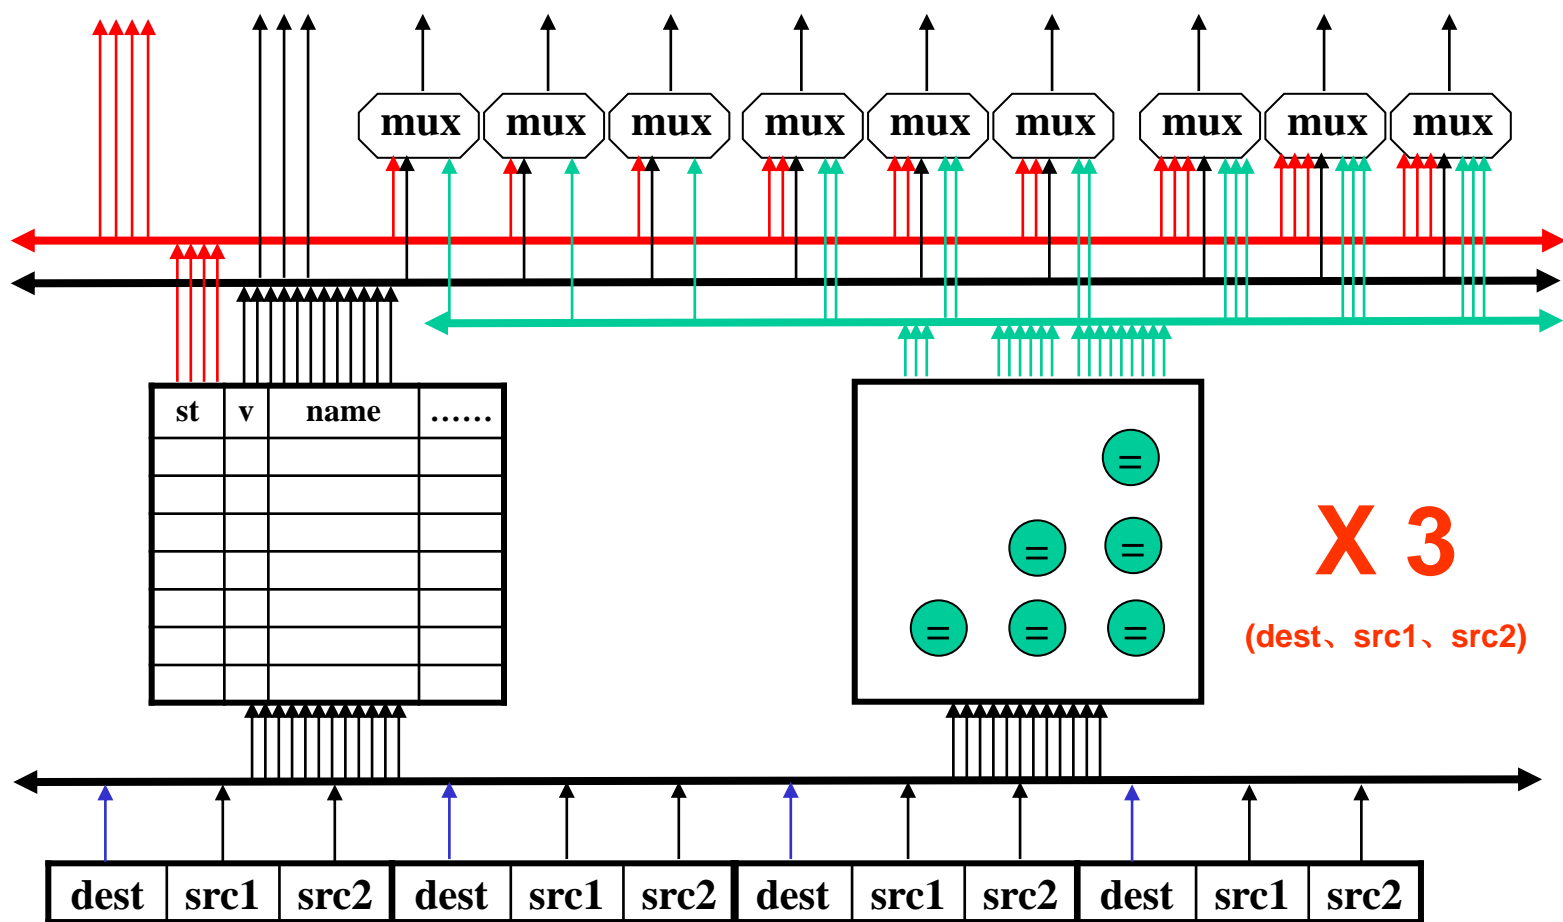 mux mux mux mux mux mux mux mux mux
st v name ......
=
= =
= = =
X 3
(dest、src1、src2)
dest src1 src2 dest src1 src2 dest src1 src2 dest src1 src2